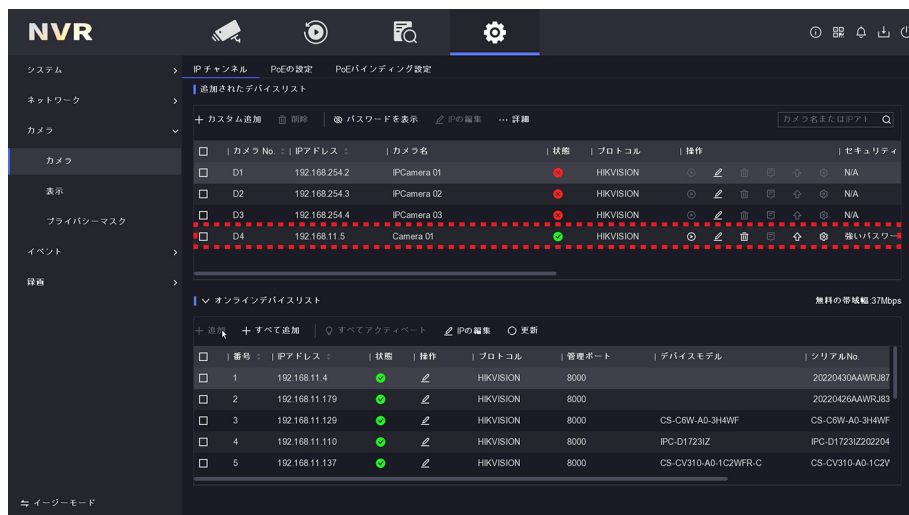 NVR
システム
ネットワーク
カメラ
カメラ
表示
プライバシーマスク
イベント
録画
イージーモード
IPチャンネル PoEの設定 PoEバインディング設定
追加されたデバイスリスト
カスタム追加 削除 パスワードを表示 IPの編集 … 詳細 カメラ名またはIPアト
カメラ No. IPアドレス カメラ名 状態 プロトコル 操作 セキュリティ
D1 192.168.254.2 IPCamera 01 HIKVISION N/A
D2 192.168.254.3 IPCamera 02 HIKVISION N/A
D3 192.168.254.4 IPCamera 03 HIKVISION N/A
D4 192.168.11.5 Camera 01 HIKVISION 強いパスワー
オンラインデバイスリスト 無料の帯域幅:37Mbps
追加 すべて追加 すべてアクティベート IPの編集 更新
番号 IPアドレス 状態 操作 プロトコル 管理ポート デバイスモデル シリアルNo.
1 192.168.11.4 HIKVISION 8000 20220430AAWRJ87
2 192.168.11.179 HIKVISION 8000 20220426AAWRJ83
3 192.168.11.129 HIKVISION 8000 CS-C6W-A0-3H4WF CS-C6W-A0-3H4WF
4 192.168.11.110 HIKVISION 8000 IPC-D1723IZ IPC-D1723IZ202204
5 192.168.11.137 HIKVISION 8000 CS-CV310-A0-1C2WFR-C CS-CV310-A0-1C2W